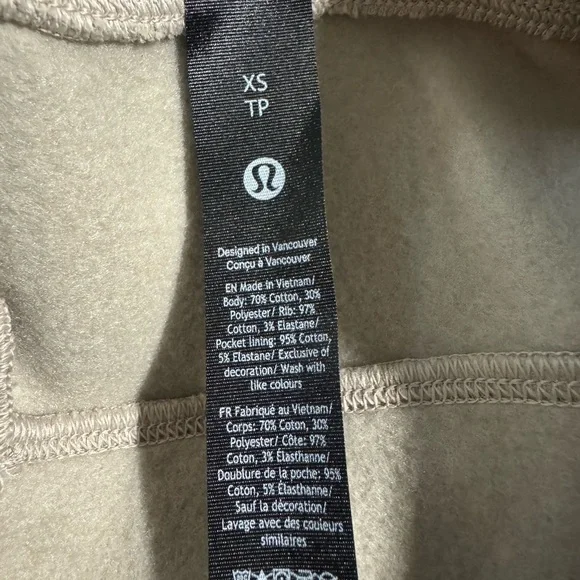 XS
TP
Designed in Vancouver
Conçu à Vancouver
EN Made in Vietnam/
Body: 70% Cotton, 30%
Polyester/ Rib: 97%
Cotton, 3% Elastane/
Pocket lining: 95% Cotton,
5% Elastane/ Exclusive of
decoration/ Wash with
like colours
FR Fabriqué au Vietnam/
Corps: 70% Coton, 30%
Polyester/ Côte: 97%
Coton, 3% Élasthanne/
Doublure de la poche: 95%
Coton, 5% Élasthanne/
Sauf la décoration/
Lavage avec des couleurs
similaires